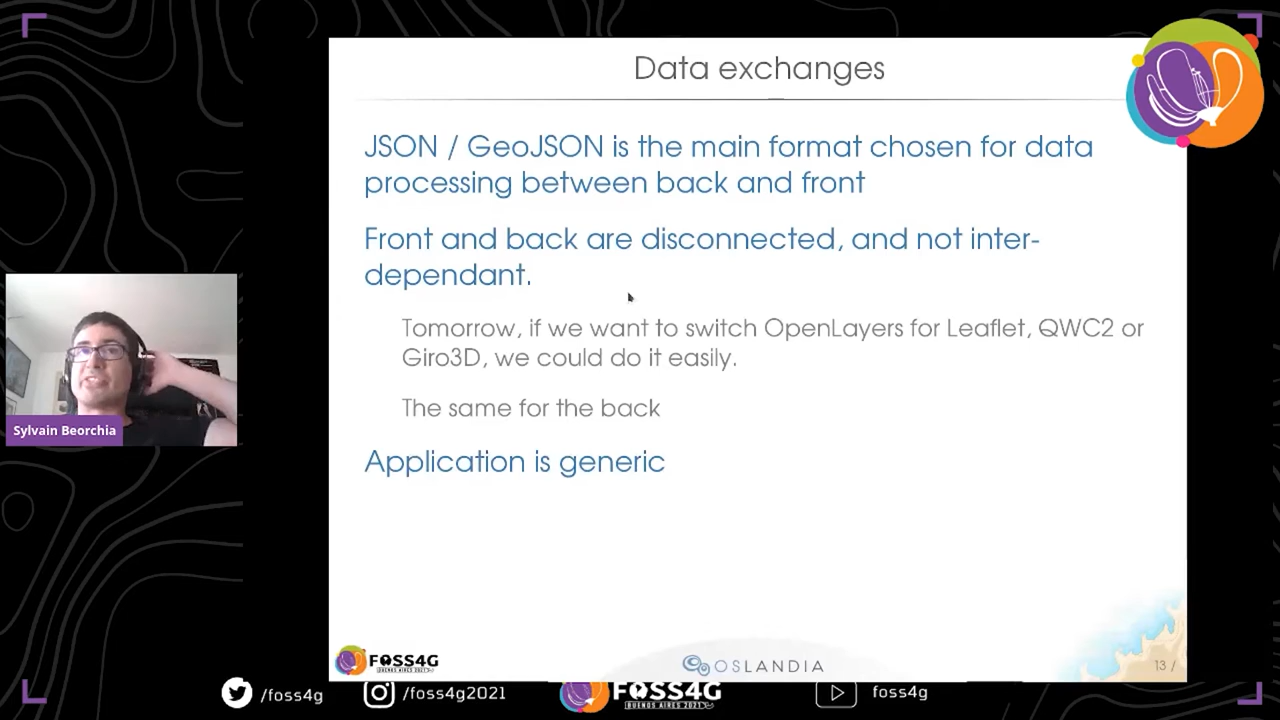 Data exchanges
JSON / GeoJSON is the main format chosen for data
processing between back and front
Front and back are disconnected, and not inter-
dependant.
Tomorrow, if we want to switch OpenLayers for Leaflet, QWC2 or
Giro3D, we could do it easily.
The same for the back
Application is generic
Sylvain Beorchia
FOSS4G
BUENOS AIRES 2021
OSLANDIA
13 /
/foss4g
/foss4g2021
FOSS4G
BUENOS AIRES 2021
foss4g